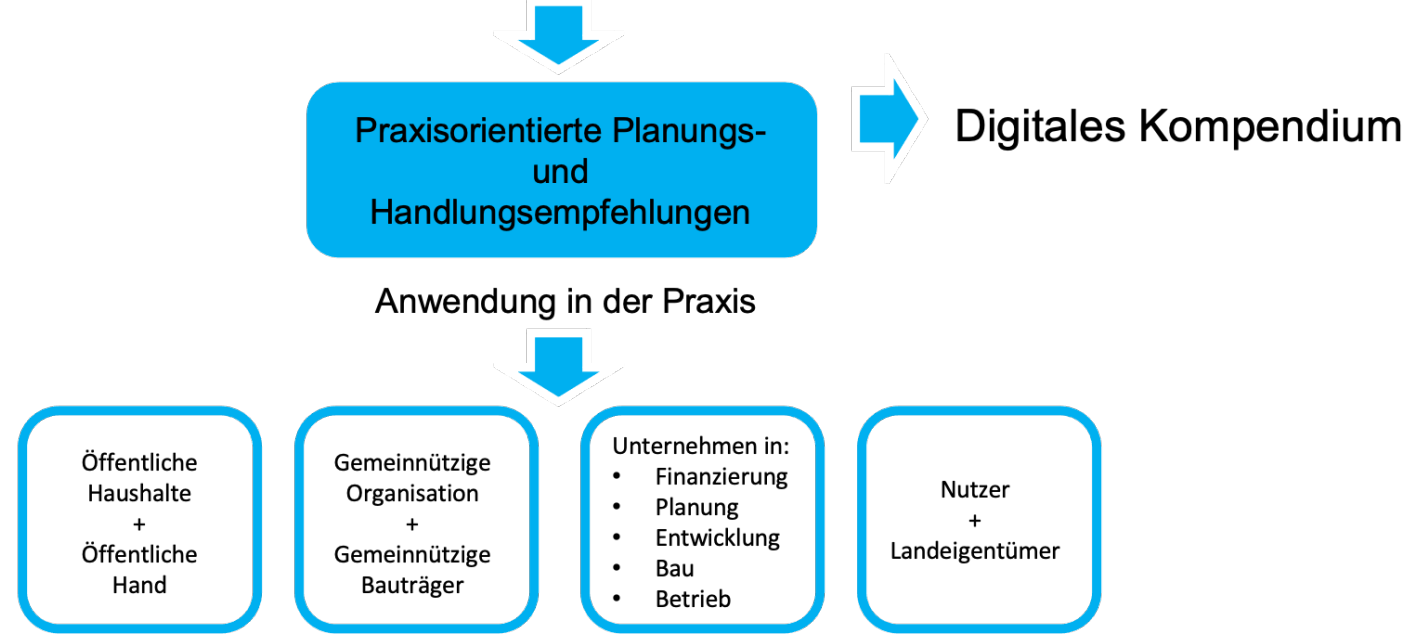 Praxisorientierte Planungs-
und
Handlungsempfehlungen
Digitales Kompendium
Anwendung in der Praxis
Öffentliche
Haushalte
+
Öffentliche
Hand
Gemeinnützige
Organisation
+
Gemeinnützige
Bauträger
Unternehmen in:
• Finanzierung
• Planung
• Entwicklung
• Bau
• Betrieb
Nutzer
+
Landeigentümer